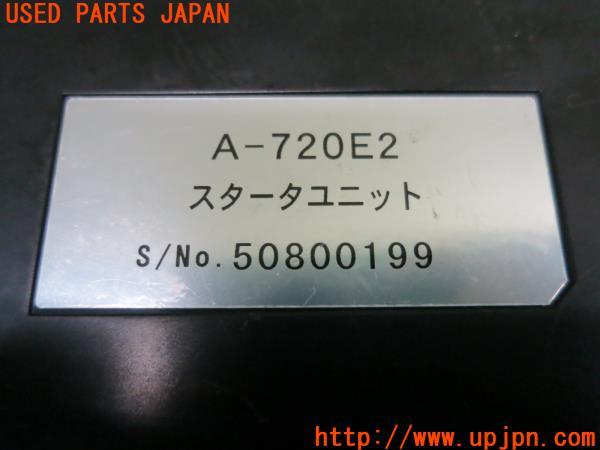 USED PARTS JAPAN
A-720E2
スタータユニット
S/No. 50800199
http://www.upjpn.com